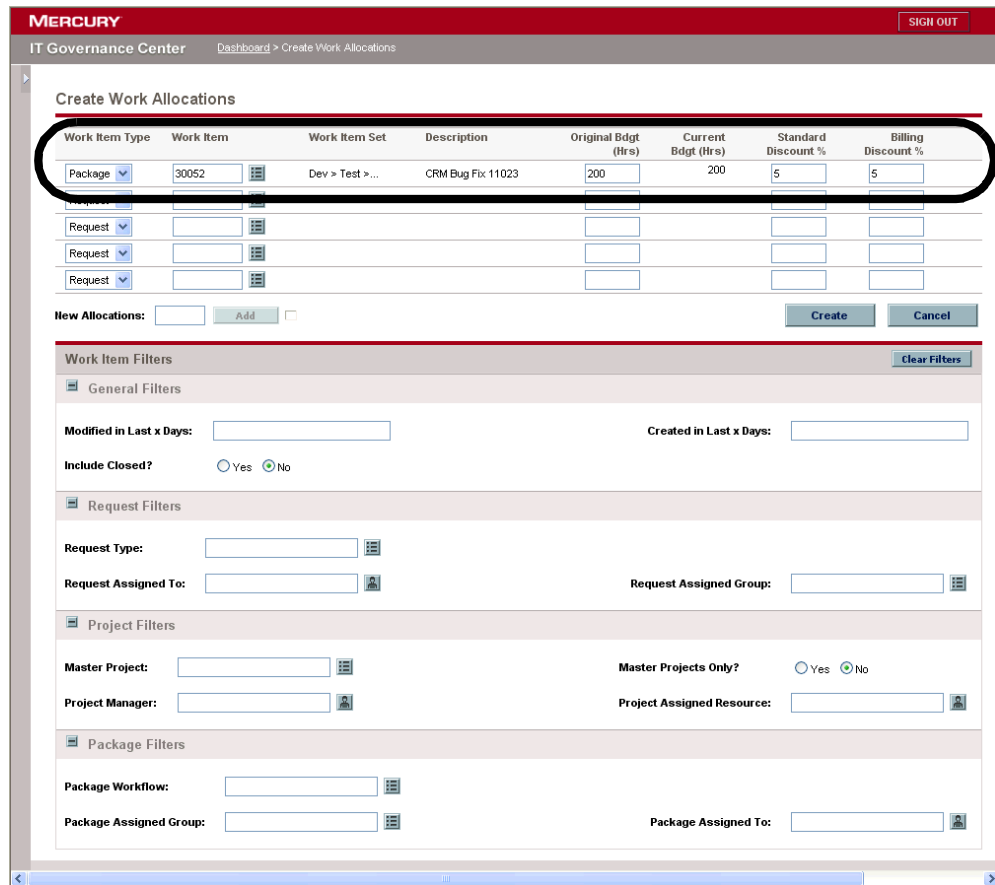 MERCURY
SIGN OUT
IT Governance Center Dashboard > Create Work Allocations
Create Work Allocations
Work Item Type Work Item Work Item Set Description Original Bdgt (Hrs) Current Bdgt (Hrs) Standard Discount % Billing Discount %
Package 30052 Dev > Test >... CRM Bug Fix 11023 200 200 5 5
Request
Request
Request
Request
New Allocations: Add Create Cancel
Work Item Filters Clear Filters
General Filters
Modified in Last x Days: Created in Last x Days:
Include Closed? Yes No
Request Filters
Request Type:
Request Assigned To: Request Assigned Group:
Project Filters
Master Project: Master Projects Only? Yes No
Project Manager: Project Assigned Resource:
Package Filters
Package Workflow:
Package Assigned Group: Package Assigned To: